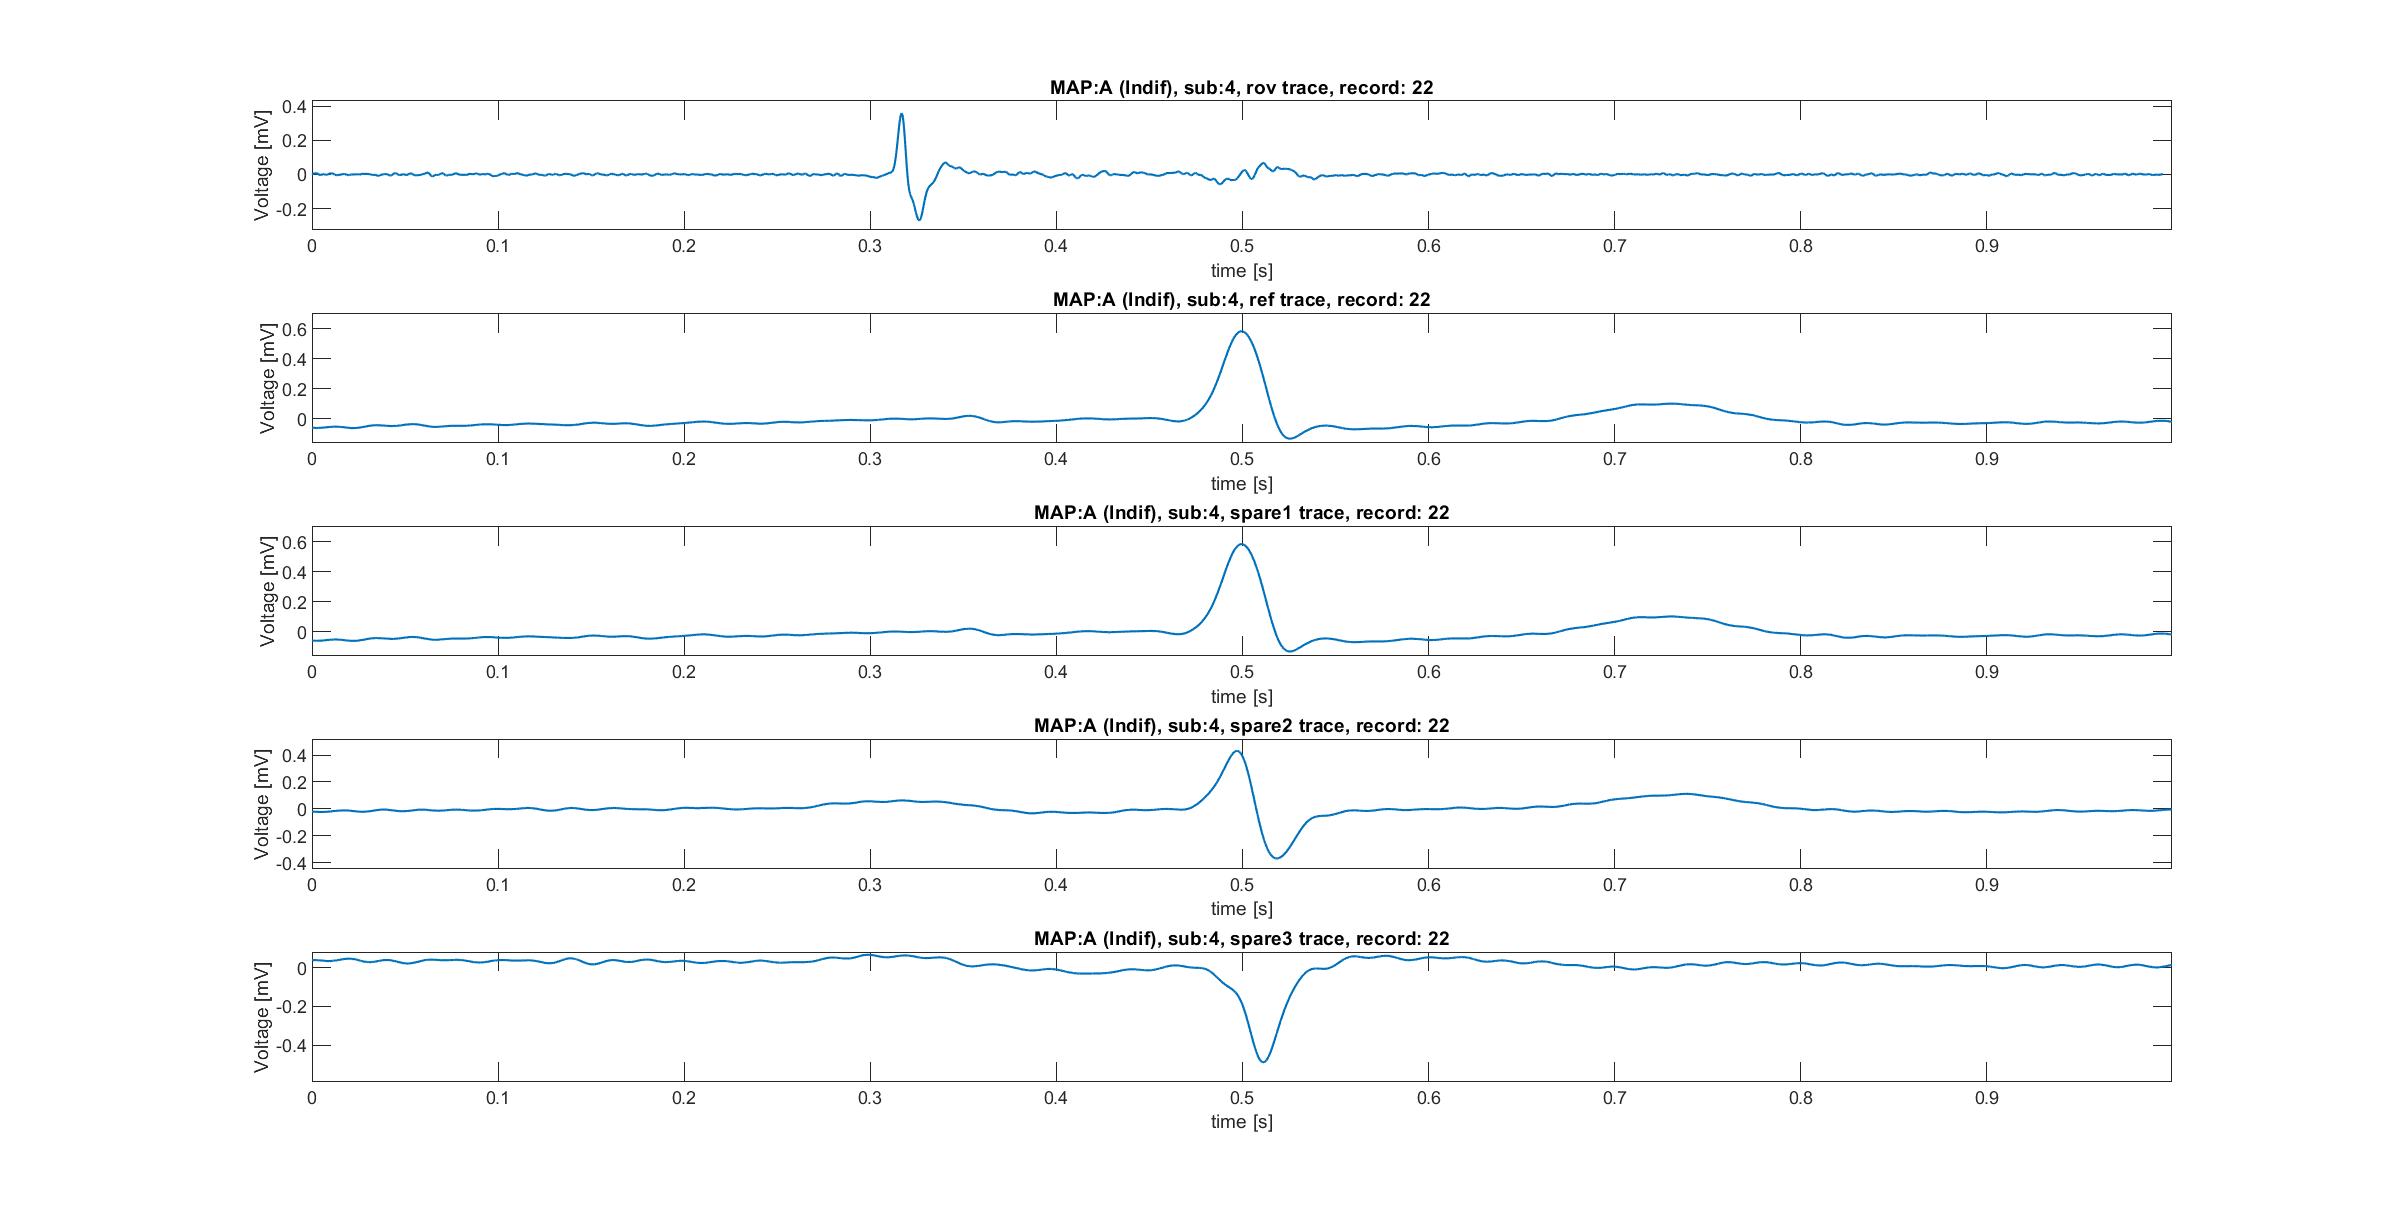 MAP:A (Indif), sub:4, rov trace, record: 22
Voltage [mV]
0.4
0.2
0
-0.2
0 0.1 0.2 0.3 0.4 0.5 0.6 0.7 0.8 0.9
time [s]
MAP:A (Indif), sub:4, ref trace, record: 22
Voltage [mV]
0.6
0.4
0.2
0
0 0.1 0.2 0.3 0.4 0.5 0.6 0.7 0.8 0.9
time [s]
MAP:A (Indif), sub:4, spare1 trace, record: 22
Voltage [mV]
0.6
0.4
0.2
0
0 0.1 0.2 0.3 0.4 0.5 0.6 0.7 0.8 0.9
time [s]
MAP:A (Indif), sub:4, spare2 trace, record: 22
Voltage [mV]
0.4
0.2
0
-0.2
-0.4
0 0.1 0.2 0.3 0.4 0.5 0.6 0.7 0.8 0.9
time [s]
MAP:A (Indif), sub:4, spare3 trace, record: 22
Voltage [mV]
0
-0.2
-0.4
0 0.1 0.2 0.3 0.4 0.5 0.6 0.7 0.8 0.9
time [s]